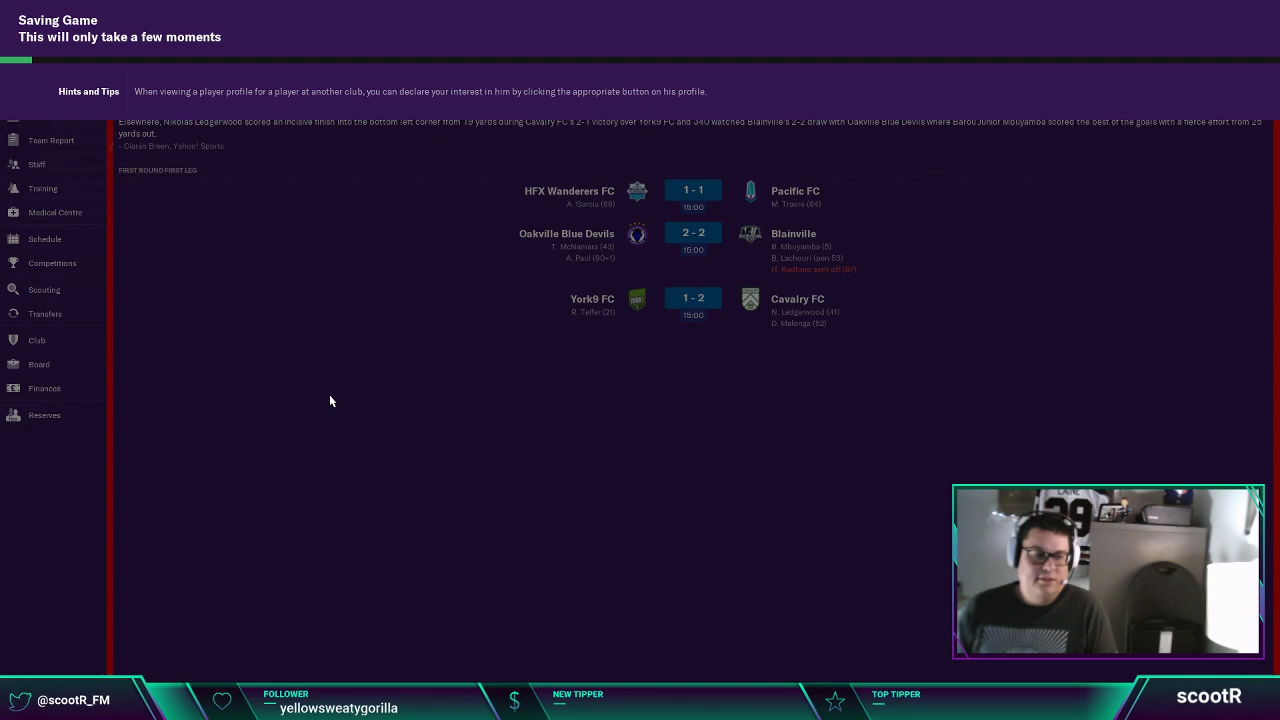 Saving Game
This will only take a few moments
Hints and Tips
When viewing a player profile for a player at another club, you can declare your interest in him by clicking the appropriate button on his profile.
Elsewhere, Nikolas Ledgerwood scored an incisive finish into the bottom left corner from 19 yards during Cavalry FC's 2-1 victory over York9 FC and 340 watched Blainville's 2-2 draw with Oakville Blue Devils where Barou Junior Mbuyamba scored the best of the goals with a fierce effort from 25
yards out.
- Ciarán Breen, Yahoo! Sports
FIRST ROUND FIRST LEG
HFX Wanderers FC 1 - 1 Pacific FC
A. Garcia (68) 15:00 M. Traoré (64)
Oakville Blue Devils 2 - 2 Blainville
T. McNamara (43) 15:00 B. Mbuyamba (5)
A. Paul (90+1) B. Lachouri (pen 53)
H. Kadhom sent off (87)
York9 FC 1 - 2 Cavalry FC
R. Telfer (21) 15:00 N. Ledgerwood (41)
D. Malonga (52)
Team Report
Staff
Training
Medical Centre
Schedule
Competitions
Scouting
Transfers
Club
Board
Finances
Reserves
LAINE
39
@scootR_FM
FOLLOWER
yellowsweatygorilla
NEW TIPPER
TOP TIPPER
scootR